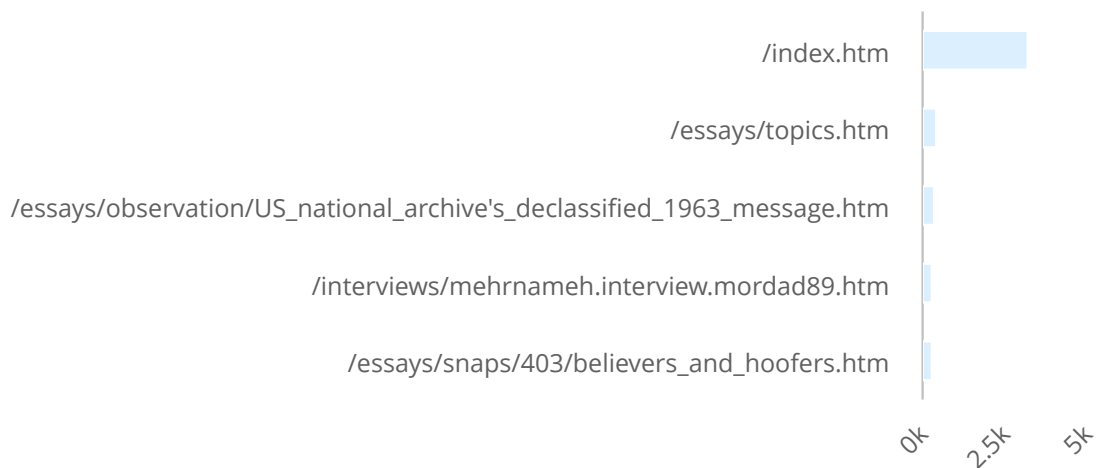 /index.htm
/essays/topics.htm
/essays/observation/US_national_archive's_declassified_1963_message.htm
/interviews/mehrnameh.interview.mordad89.htm
/essays/snaps/403/believers_and_hoofers.htm
0k 2.5k 5k